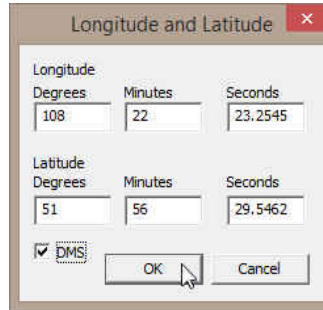 Longitude and Latitude
Longitude
Degrees Minutes Seconds
108 22 23.2545
Latitude
Degrees Minutes Seconds
51 56 29.5462
DMS
OK Cancel